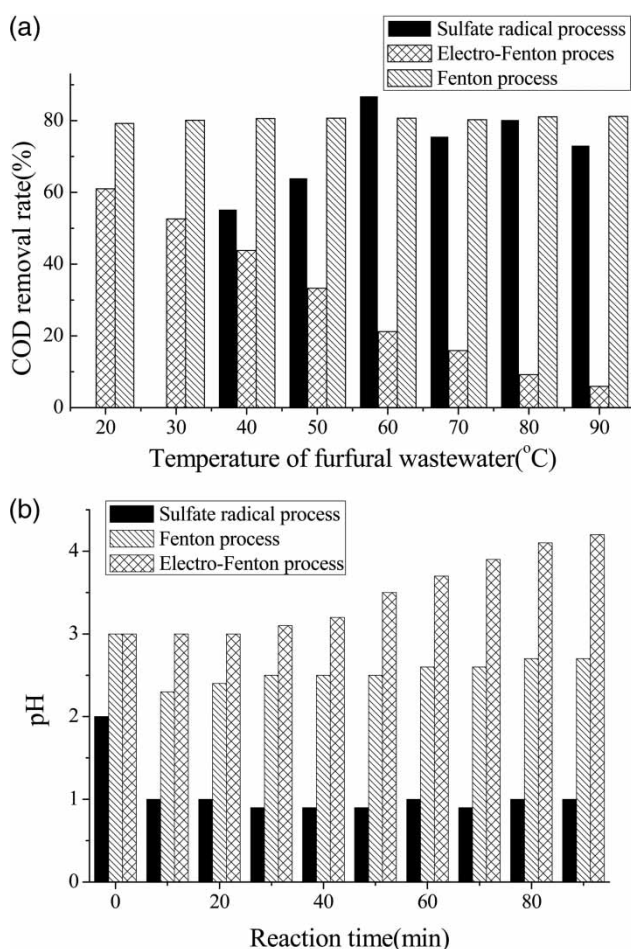 (a)
Sulfate radical processs
Electro-Fenton proces
Fenton process
COD removal rate(%)
80
60
40
20
0
20 30 40 50 60 70 80 90
Temperature of furfural wastewater(°C)
(b)
Sulfate radical process
Fenton process
Electro-Fenton process
pH
4
3
2
1
0
0 20 40 60 80
Reaction time(min)